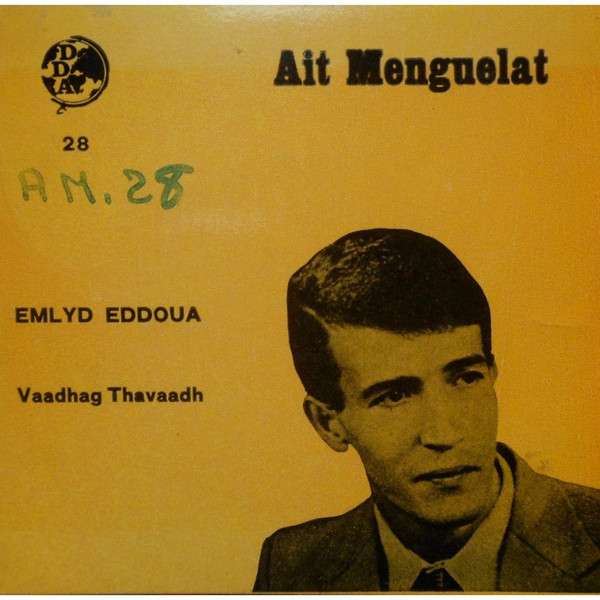 DDA
Ait Menguelat
28
AM.28
EMLYD EDDOUA
Vaadhag Thavaadh